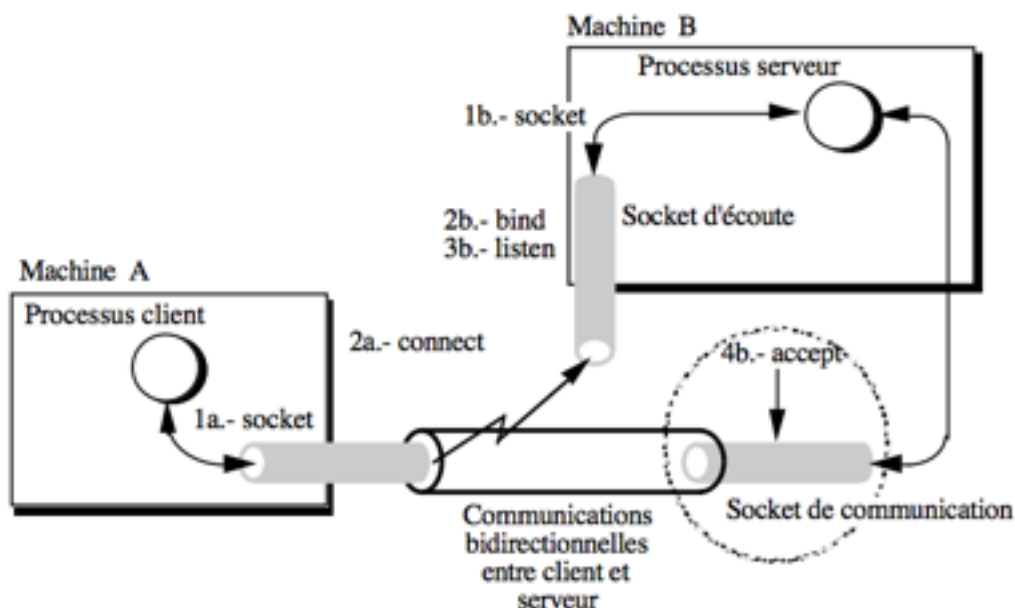 Machine B
Processus serveur
1b.- socket
2b.- bind
3b.- listen
Socket d'écoute
Machine A
Processus client
2a.- connect
4b.- accept
1a.- socket
Communications
bidirectionnelles
entre client et
serveur
Socket de communication